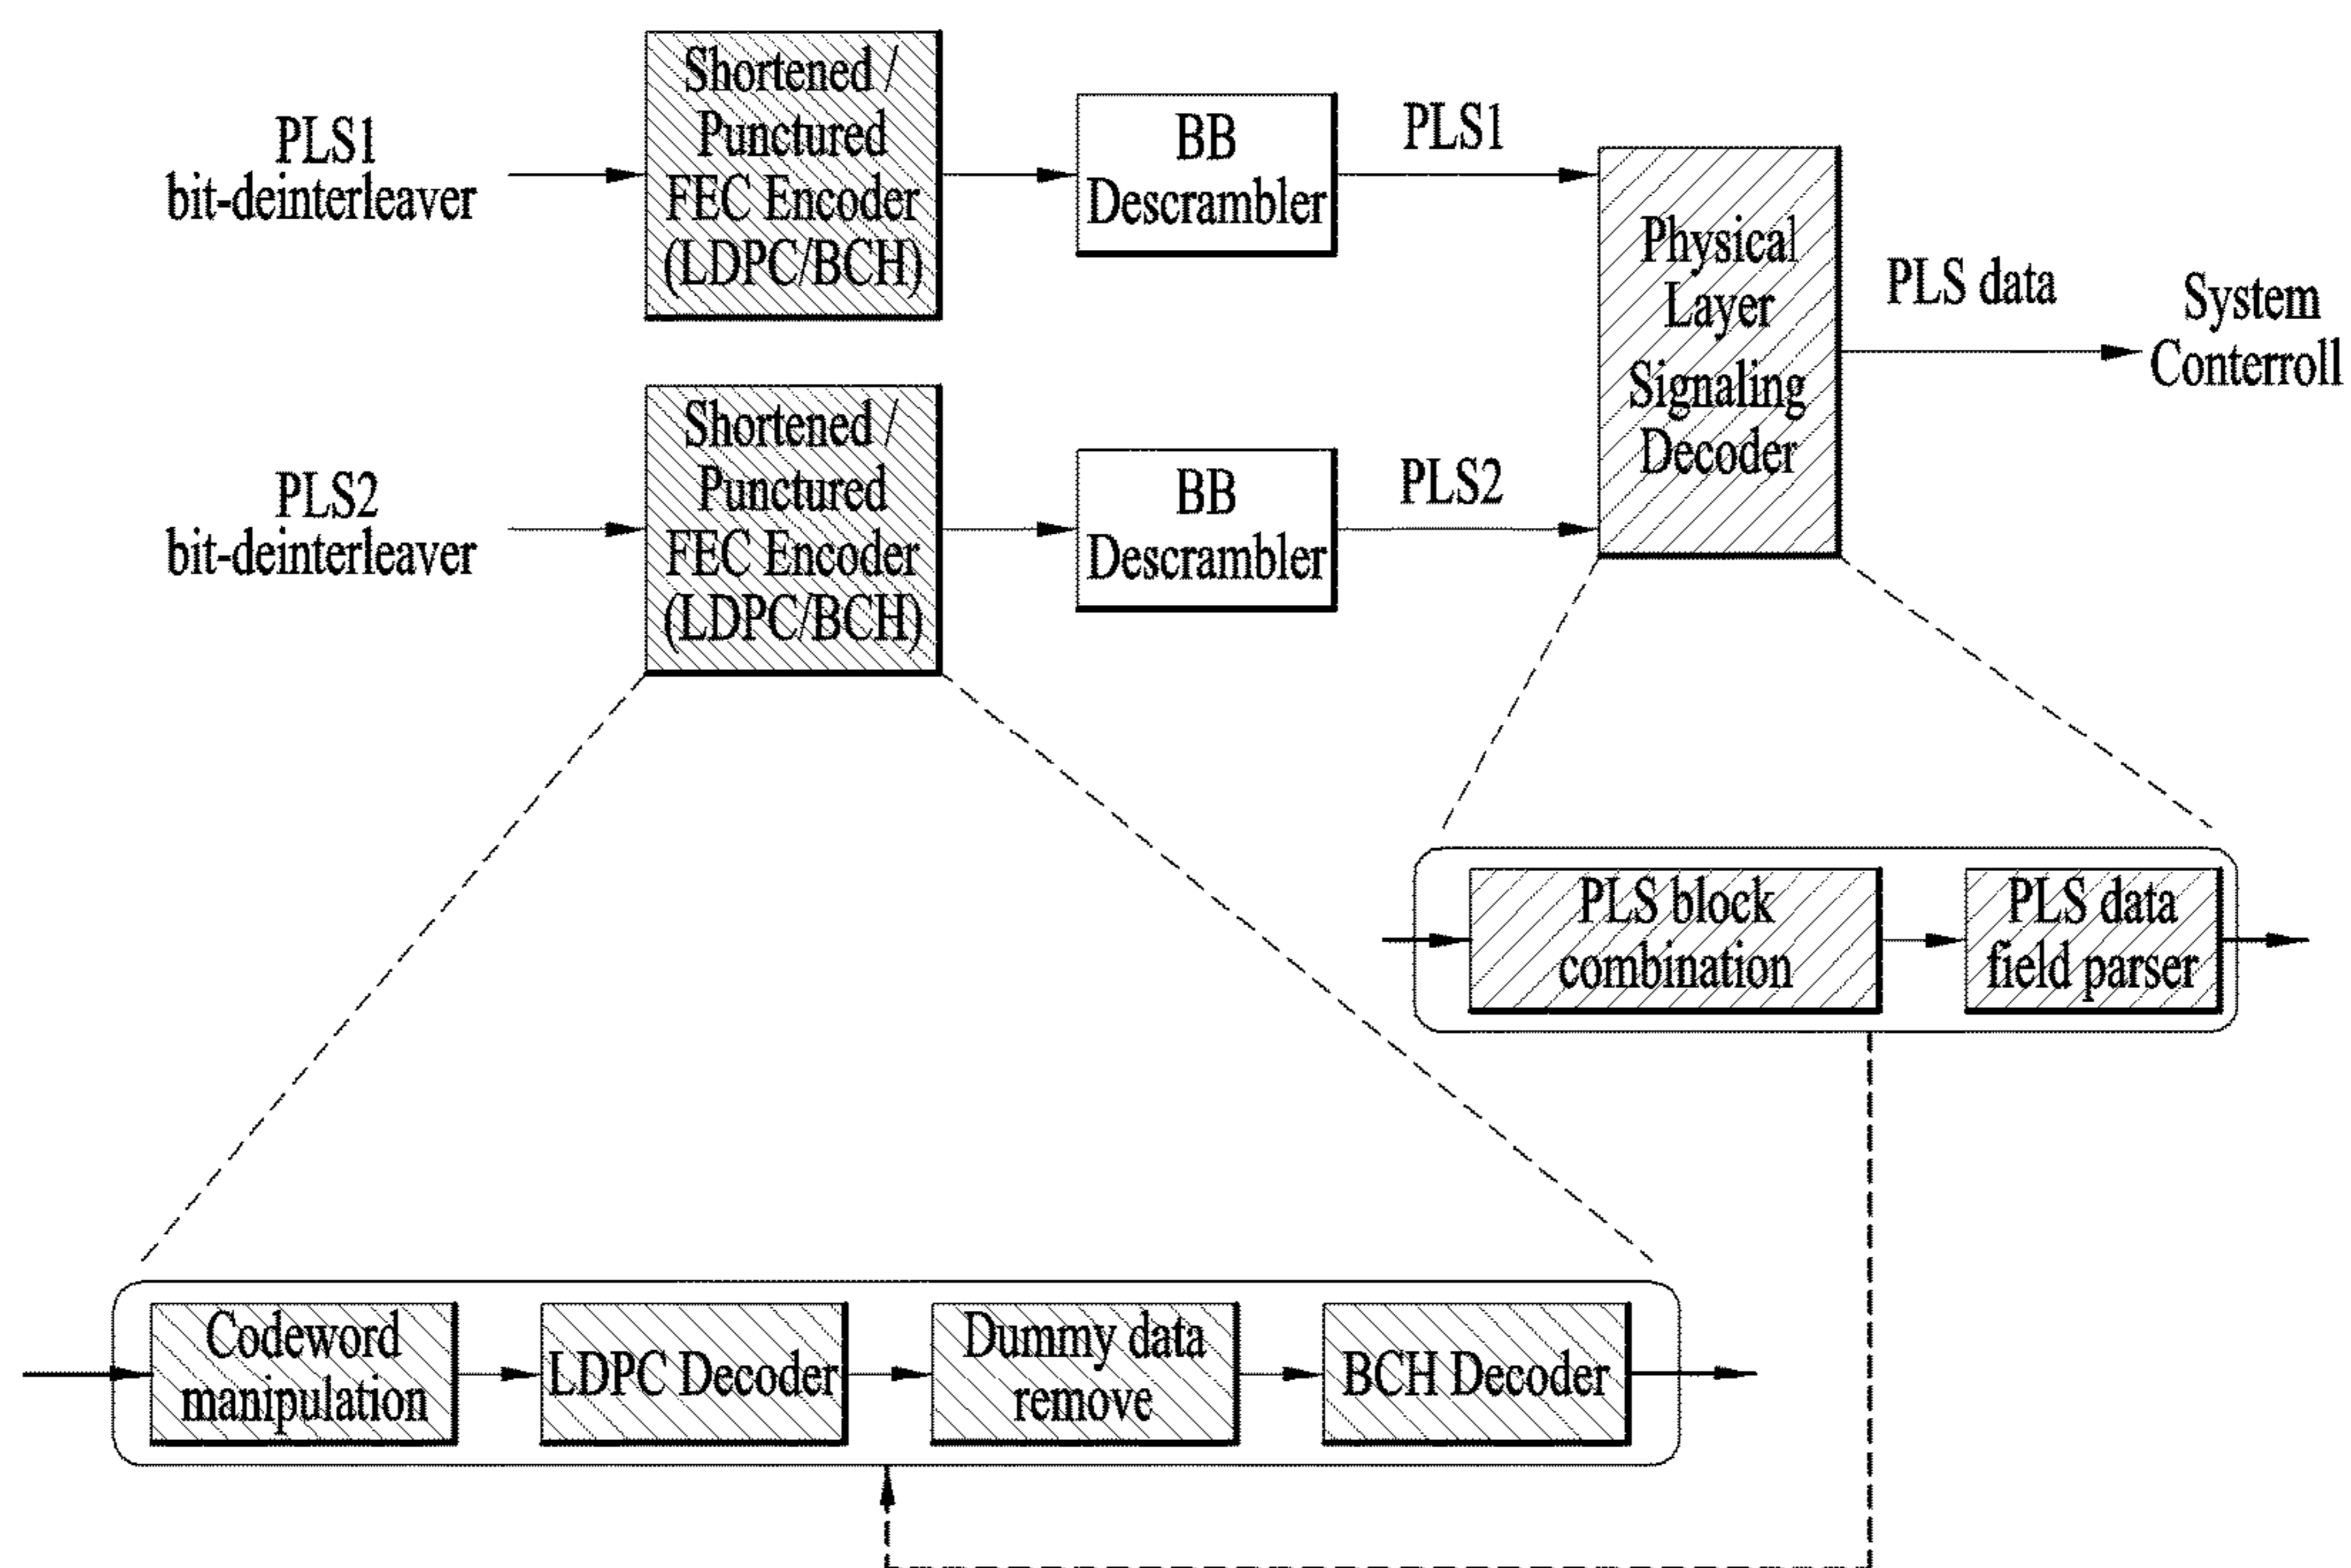 PLS1
bit-deinterleaver
Shortened /
Punctured
FEC Encoder
(LDPC/BCH)
BB
Descrambler
PLS1
Physical
Layer
Signaling
Decoder
PLS data
System
Conterroll
PLS2
bit-deinterleaver
Shortened /
Punctured
FEC Encoder
(LDPC/BCH)
BB
Descrambler
PLS2
PLS block
combination
PLS data
field parser
Codeword
manipulation
LDPC Decoder
Dummy data
remove
BCH Decoder